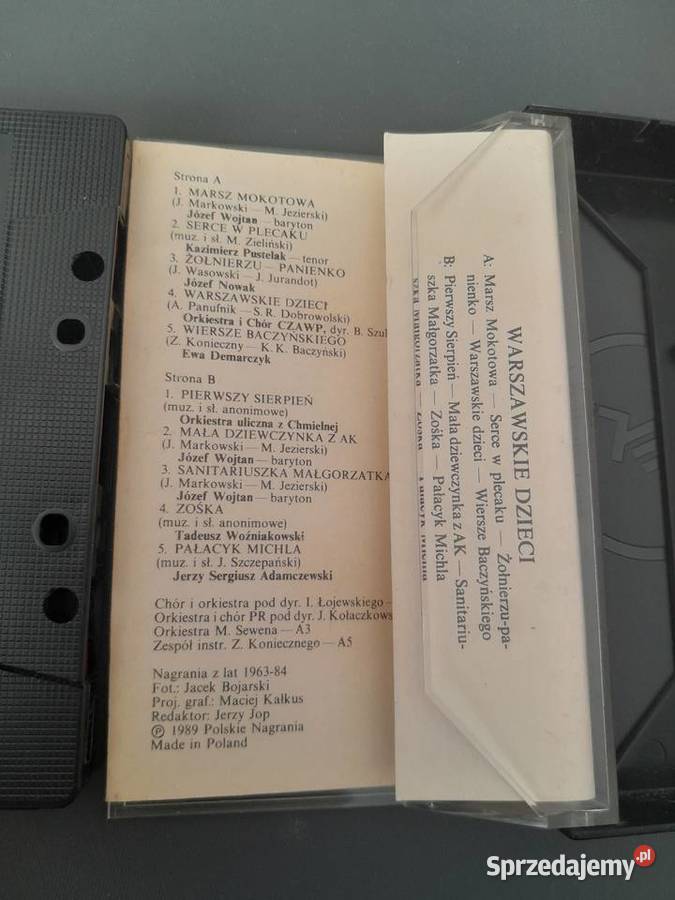 Strona A
1. MARSZ MOKOTOWA
(J. Markowski — M. Jezierski)
Józef Wojtan — baryton
2. SERCE W PLECAKU
(muz. i sł. M. Zieliński)
Kazimierz Pustelak — tenor
3. ŻOŁNIERZU — PANIENKO
(J. Wasowski — J. Jurandot)
Józef Nowak
4. WARSZAWSKIE DZIECI
(A. Panufnik — S.R. Dobrowolski)
Orkiestra i Chór CZAWP, dyr. B. Szul
5. WIERSZE BACZYŃSKIEGO
(Z. Konieczny — K.K. Baczyński)
Ewa Demarczyk
Strona B
1. PIERWSZY SIERPIEŃ
(muz. i sł. anonimowe)
Orkiestra uliczna z Chmielnej
2. MAŁA DZIEWCZYNKA Z AK
(J. Markowski — M. Jezierski)
Józef Wojtan — baryton
3. SANITARIUSZKA MAŁGORZATKA
(J. Markowski — M. Jezierski)
Józef Wojtan — baryton
4. ZOŚKA
(muz. i sł. anonimowe)
Tadeusz Woźniakowski
5. PAŁACYK MICHLA
(muz. i sł. J. Szczepański)
Jerzy Sergiusz Adamczewski
Chór i orkiestra pod dyr. I. Łojewskiego —
Orkiestra i chór PR pod dyr. J. Kołaczkows
Orkiestra M. Sewena — A3
Zespół instr. Z. Koniecznego — A5
Nagrania z lat 1963-84
Fot.: Jacek Bojarski
Proj. graf.: Maciej Kałkus
Redaktor: Jerzy Jop
Ⓟ 1989 Polskie Nagrania
Made in Poland
WARSZAWSKIE DZIECI
A: Marsz Mokotowa — Serce w plecaku — Żołnierzu-pa-
nienko — Warszawskie dzieci — Wiersze Baczyńskiego
B: Pierwszy Sierpień — Mała dziewczynka z AK — Sanitariu-
szka Małgorzatka — Zośka — Pałacyk Michla
szka Małgorzatka — Zośka — Pałacyk Michla
Sprzedajemy.pl